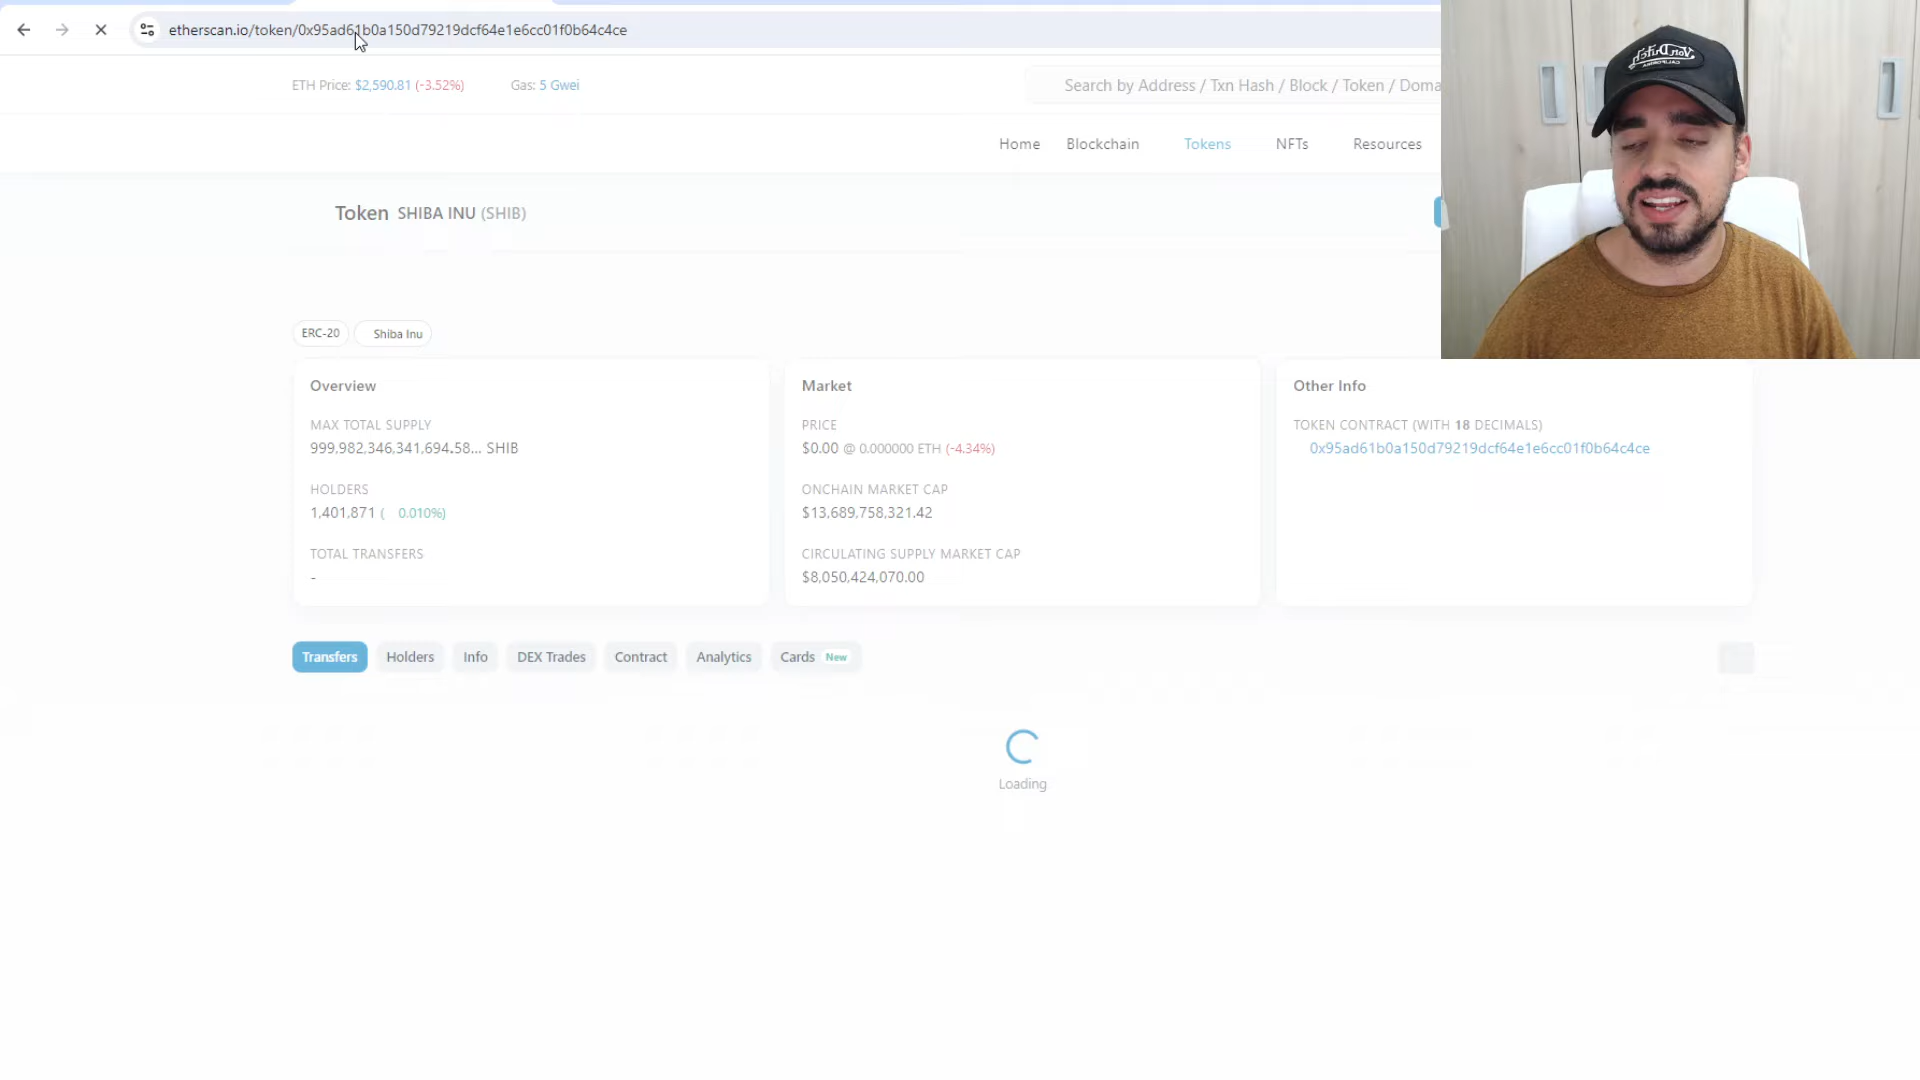 etherscan.io/token/0x95ad61b0a150d79219dcf64e1e6cc01f0b64c4ce
ETH Price: $2,590.81 (-3.52%) Gas: 5 Gwei
Search by Address / Txn Hash / Block / Token / Doma
Home Blockchain Tokens NFTs Resources
Token SHIBA INU (SHIB)
ERC-20 Shiba Inu
Overview
MAX TOTAL SUPPLY
999,982,346,341,694.58... SHIB
HOLDERS
1,401,871 ( 0.010%)
TOTAL TRANSFERS
-
Market
PRICE
$0.00 @ 0.000000 ETH (-4.34%)
ONCHAIN MARKET CAP
$13,689,758,321.42
CIRCULATING SUPPLY MARKET CAP
$8,050,424,070.00
Other Info
TOKEN CONTRACT (WITH 18 DECIMALS)
0x95ad61b0a150d79219dcf64e1e6cc01f0b64c4ce
Transfers Holders Info DEX Trades Contract Analytics Cards New
Loading
Von Dutch
CALIFORNIA